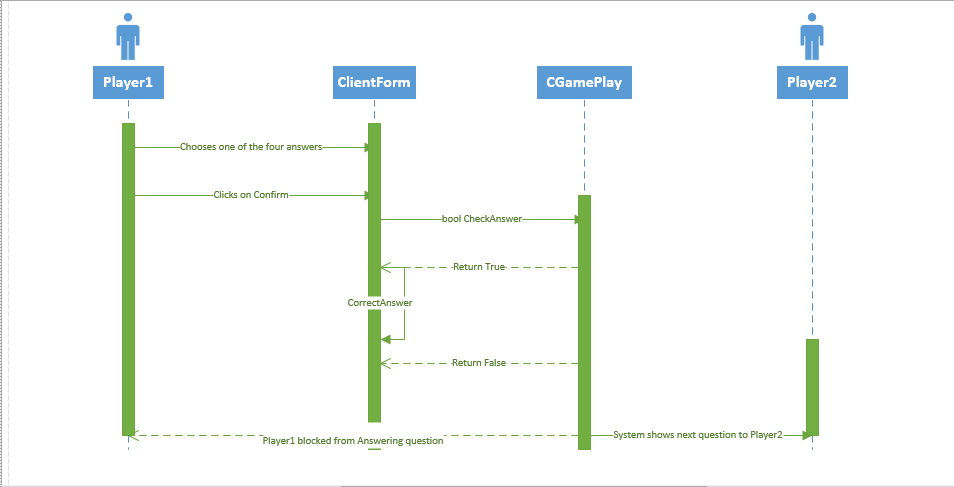 Player1
ClientForm
CGamePlay
Player2
Chooses one of the four answers
Clicks on Confirm
bool CheckAnswer
Return True
CorrectAnswer
Return False
Player1 blocked from Answering question
System shows next question to Player2